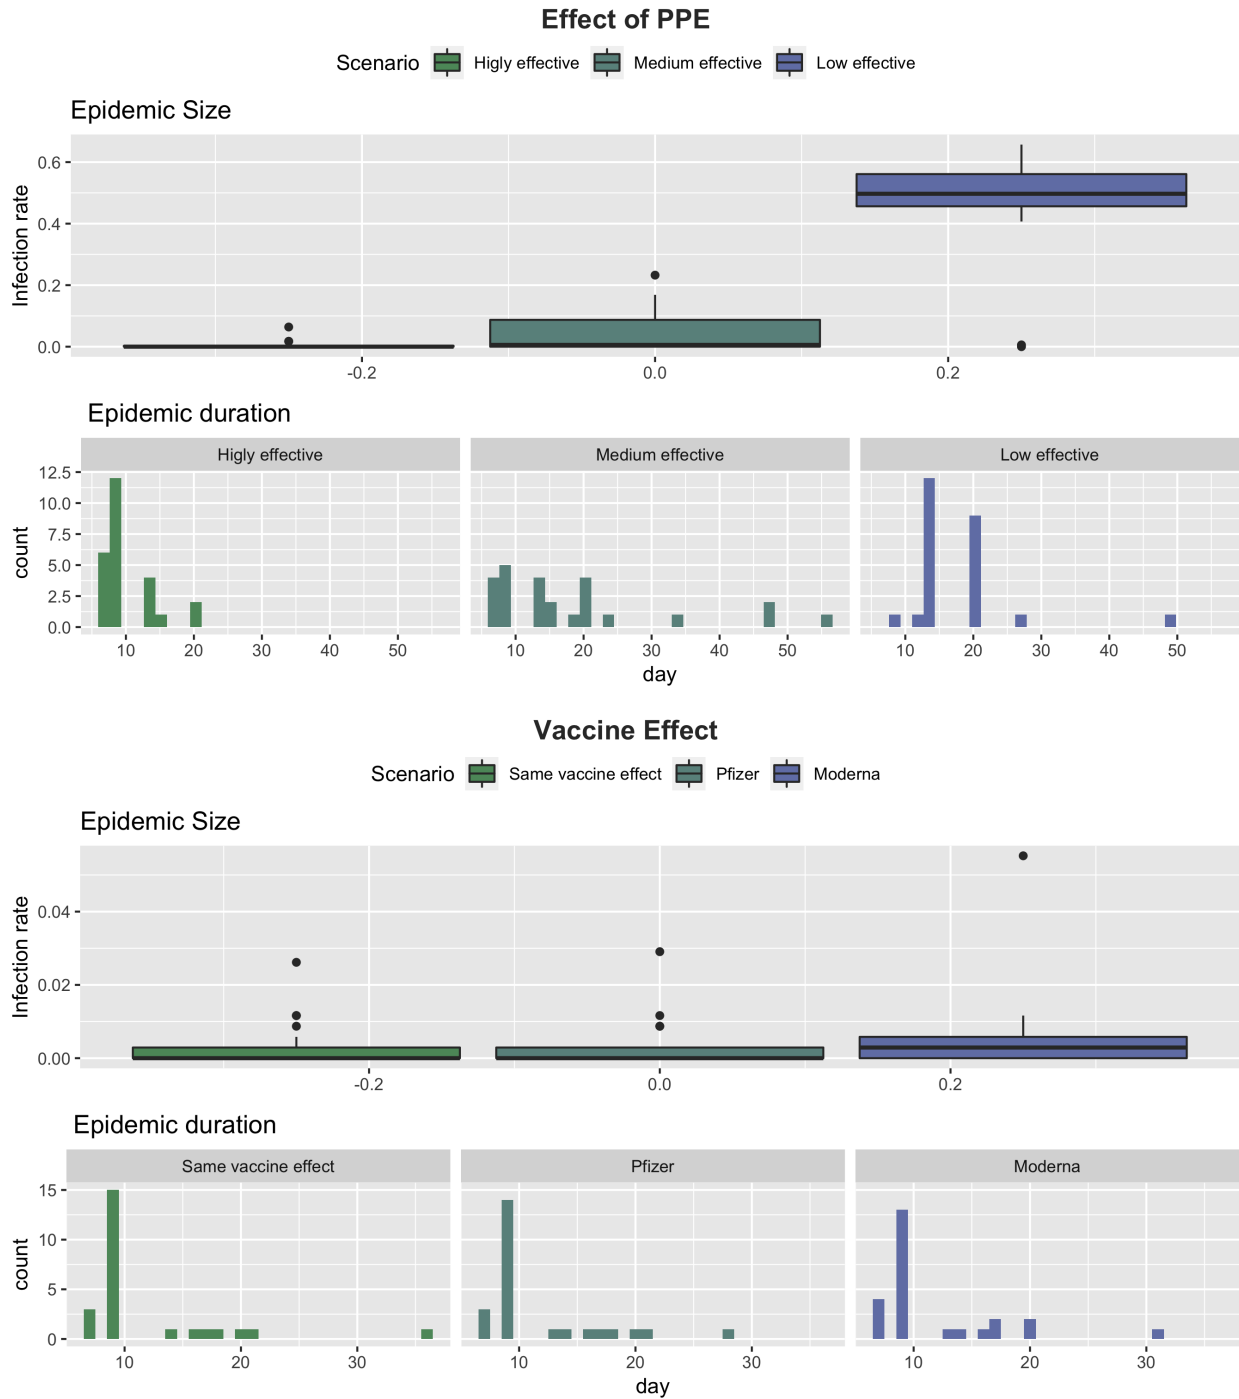 Effect of PPE
Scenario Higly effective Medium effective Low effective
Epidemic Size
Infection rate
0.6
0.4
0.2
0.0
-0.2 0.0 0.2
Epidemic duration
Higly effective Medium effective Low effective
count
12.5
10.0
7.5
5.0
2.5
0.0
10 20 30 40 50 10 20 30 40 50 10 20 30 40 50
day
Vaccine Effect
Scenario Same vaccine effect Pfizer Moderna
Epidemic Size
Infection rate
0.04
0.02
0.00
-0.2 0.0 0.2
Epidemic duration
Same vaccine effect Pfizer Moderna
count
15
10
5
0
10 20 30 10 20 30 10 20 30
day